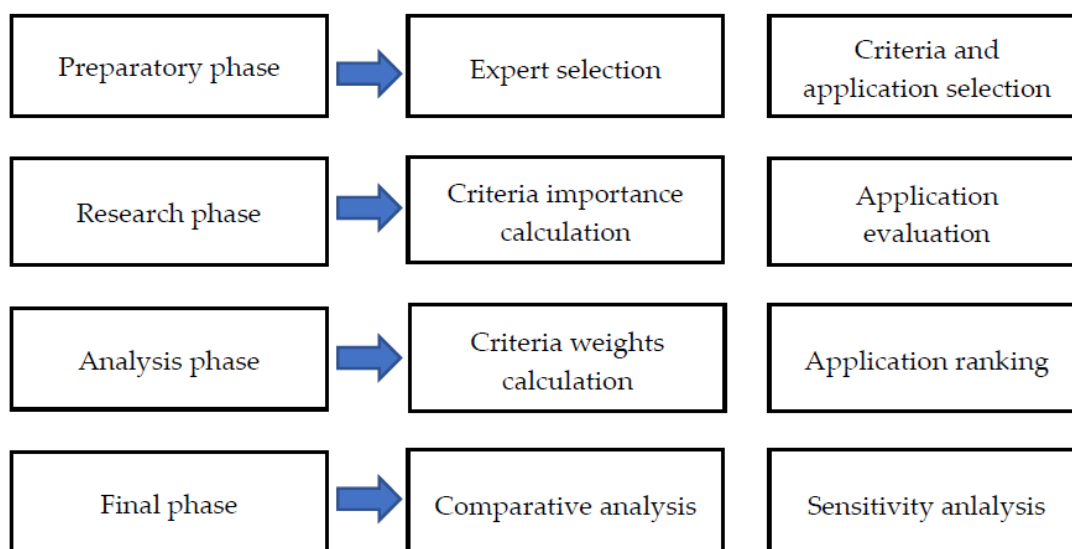 Preparatory phase
Expert selection
Criteria and
application selection
Research phase
Criteria importance
calculation
Application
evaluation
Analysis phase
Criteria weights
calculation
Application ranking
Final phase
Comparative analysis
Sensitivity anlalysis